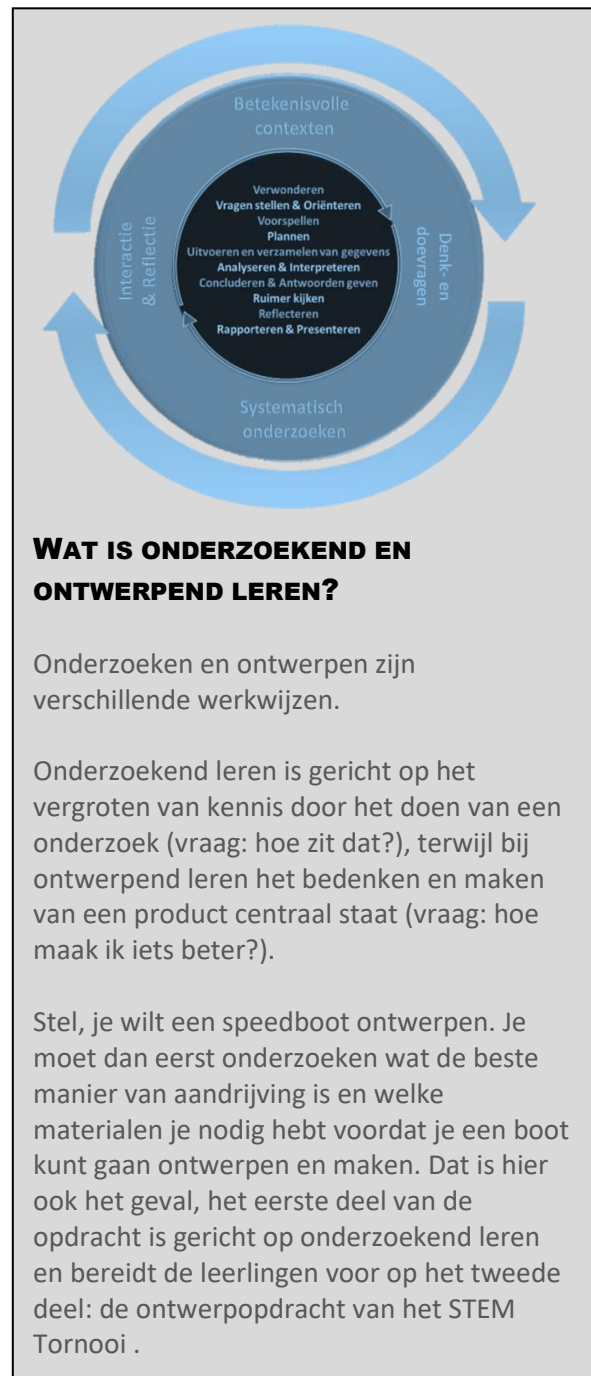 Betekenisvolle
contexten
Verwonderen
Vragen stellen & Oriënteren
Voorspellen
Plannen
Uitvoeren en verzamelen van gegevens
Analyseren & Interpreteren
Concluderen & Antwoorden geven
Ruimer kijken
Reflecteren
Rapporteren & Presenteren
Interactie
& Reflectie
Denk- en
doevragen
Systematisch
onderzoeken
WAT IS ONDERZOEKEND EN
ONTWERPEND LEREN?
Onderzoeken en ontwerpen zijn
verschillende werkwijzen.
Onderzoekend leren is gericht op het
vergroten van kennis door het doen van een
onderzoek (vraag: hoe zit dat?), terwijl bij
ontwerpend leren het bedenken en maken
van een product centraal staat (vraag: hoe
maak ik iets beter?).
Stel, je wilt een speedboot ontwerpen. Je
moet dan eerst onderzoeken wat de beste
manier van aandrijving is en welke
materialen je nodig hebt voordat je een boot
kunt gaan ontwerpen en maken. Dat is hier
ook het geval, het eerste deel van de
opdracht is gericht op onderzoekend leren
en bereidt de leerlingen voor op het tweede
deel: de ontwerpopdracht van het STEM
Tornooi .